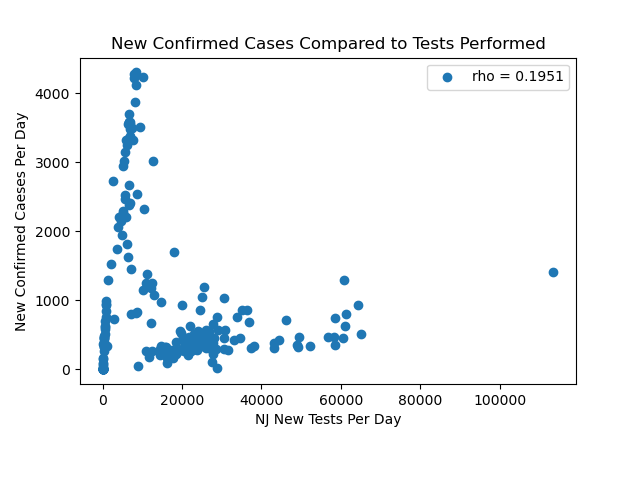 New Confirmed Cases Compared to Tests Performed
rho = 0.1951
4000
3000
2000
1000
0
New Confirmed Caeses Per Day
0 20000 40000 60000 80000 100000
NJ New Tests Per Day